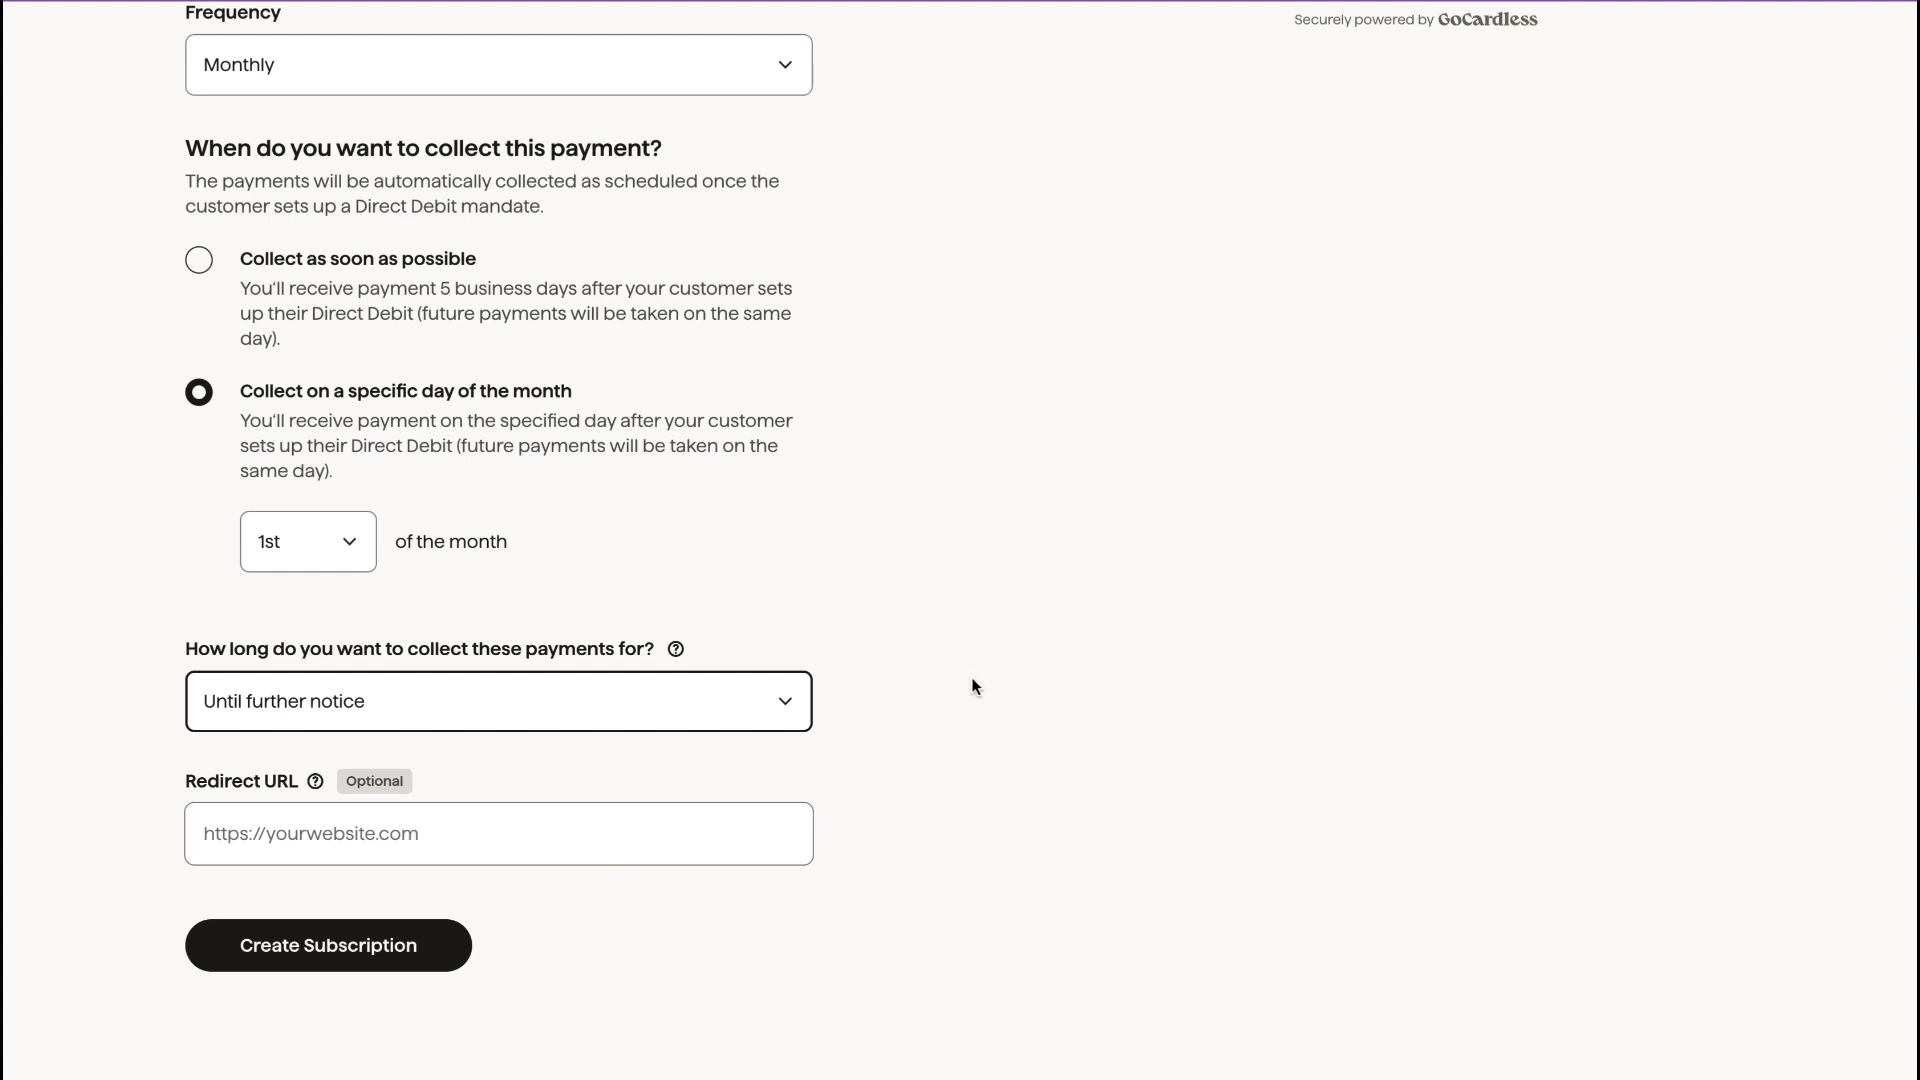 Frequency
Securely powered by GoCardless
Monthly
When do you want to collect this payment?
The payments will be automatically collected as scheduled once the
customer sets up a Direct Debit mandate.
Collect as soon as possible
You'll receive payment 5 business days after your customer sets
up their Direct Debit (future payments will be taken on the same
day).
Collect on a specific day of the month
You'll receive payment on the specified day after your customer
sets up their Direct Debit (future payments will be taken on the
same day).
1st of the month
How long do you want to collect these payments for?
Until further notice
Redirect URL Optional
https://yourwebsite.com
Create Subscription